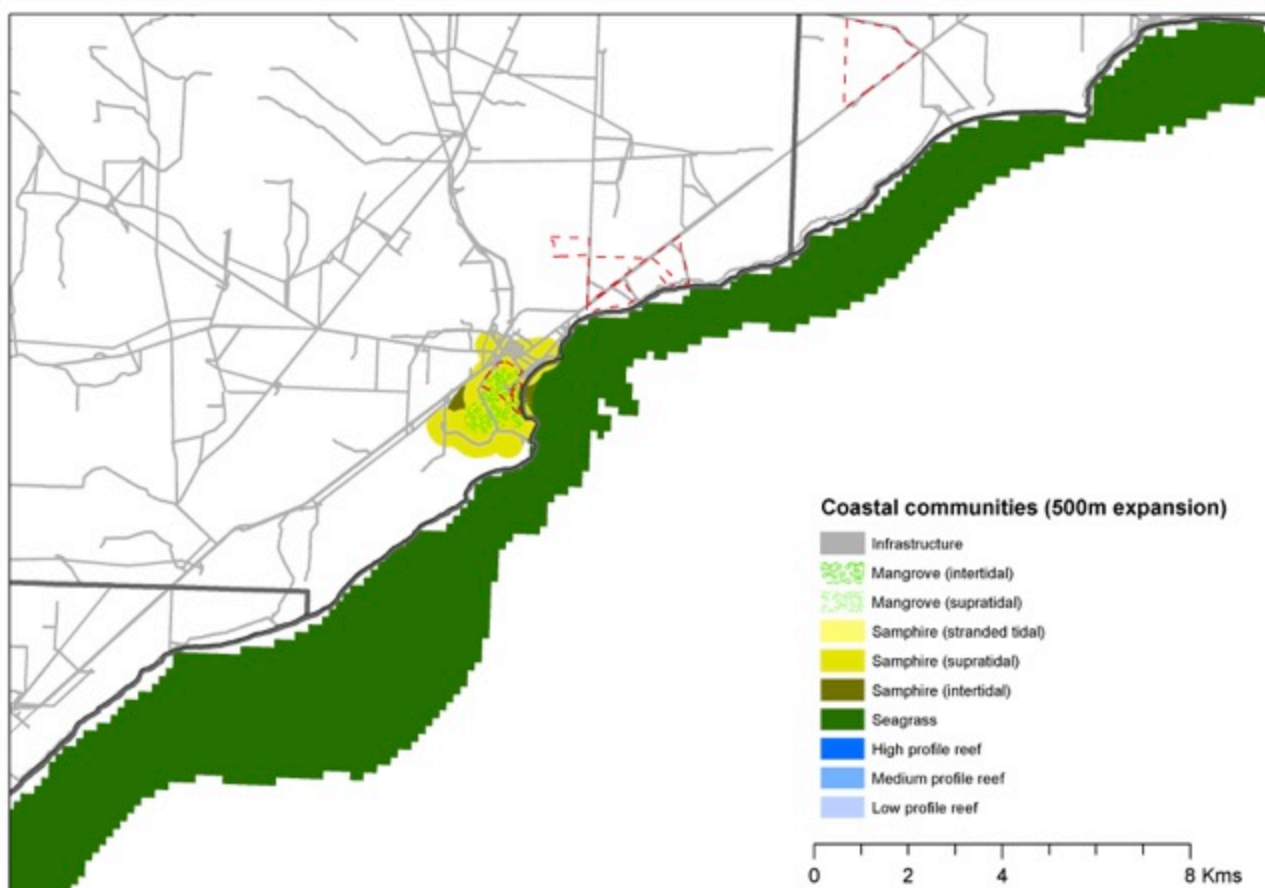 Coastal communities (500m expansion)
Infrastructure
Mangrove (intertidal)
Mangrove (supratidal)
Samphire (stranded tidal)
Samphire (supratidal)
Samphire (intertidal)
Seagrass
High profile reef
Medium profile reef
Low profile reef
0 2 4 8 Kms